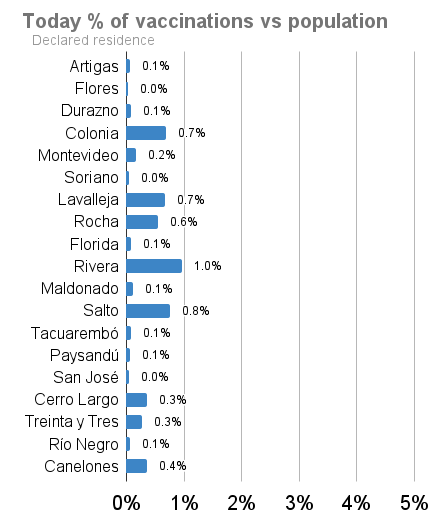 Today % of vaccinations vs population
Declared residence
Artigas 0.1%
Flores 0.0%
Durazno 0.1%
Colonia 0.7%
Montevideo 0.2%
Soriano 0.0%
Lavalleja 0.7%
Rocha 0.6%
Florida 0.1%
Rivera 1.0%
Maldonado 0.1%
Salto 0.8%
Tacuarembó 0.1%
Paysandú 0.1%
San José 0.0%
Cerro Largo 0.3%
Treinta y Tres 0.3%
Río Negro 0.1%
Canelones 0.4%
0% 1% 2% 3% 4% 5%